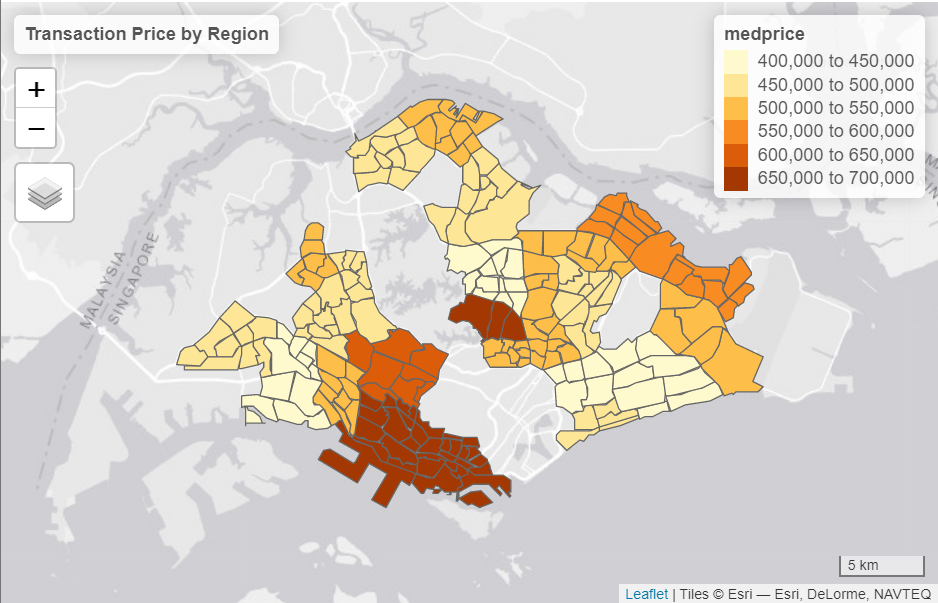 Transaction Price by Region
+
−
medprice
400,000 to 450,000
450,000 to 500,000
500,000 to 550,000
550,000 to 600,000
600,000 to 650,000
650,000 to 700,000
MALAYSIA
SINGAPORE
5 km
Leaflet | Tiles © Esri — Esri, DeLorme, NAVTEQ